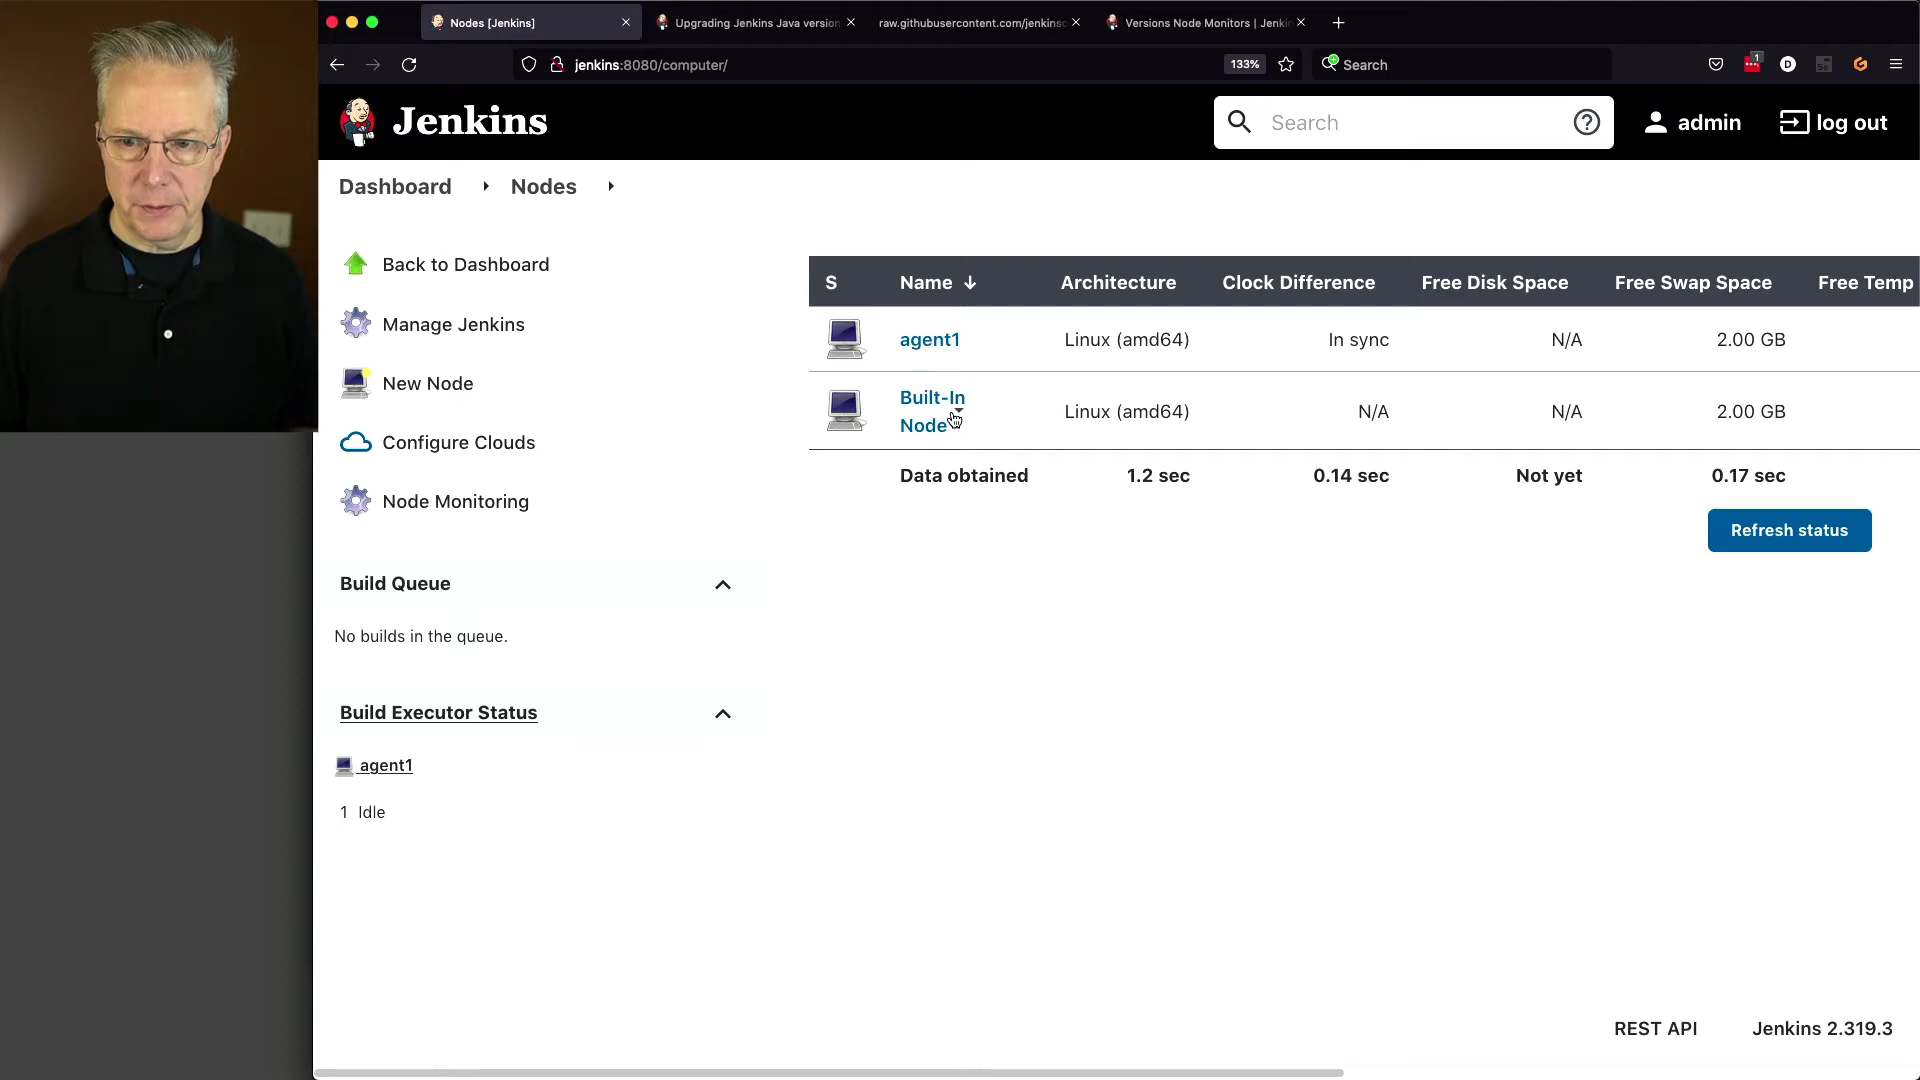 Nodes [Jenkins]
Upgrading Jenkins Java version
raw.githubusercontent.com/jenkinsc
Versions Node Monitors | Jenkin
jenkins:8080/computer/
133%
Search
1
Jenkins
Search
admin
log out
Dashboard
Nodes
Back to Dashboard
Manage Jenkins
New Node
Configure Clouds
Node Monitoring
Build Queue
No builds in the queue.
Build Executor Status
agent1
1 Idle
S Name ↓ Architecture Clock Difference Free Disk Space Free Swap Space Free Temp
agent1 Linux (amd64) In sync N/A 2.00 GB
Built-In
Node Linux (amd64) N/A N/A 2.00 GB
Data obtained 1.2 sec 0.14 sec Not yet 0.17 sec
Refresh status
REST API
Jenkins 2.319.3